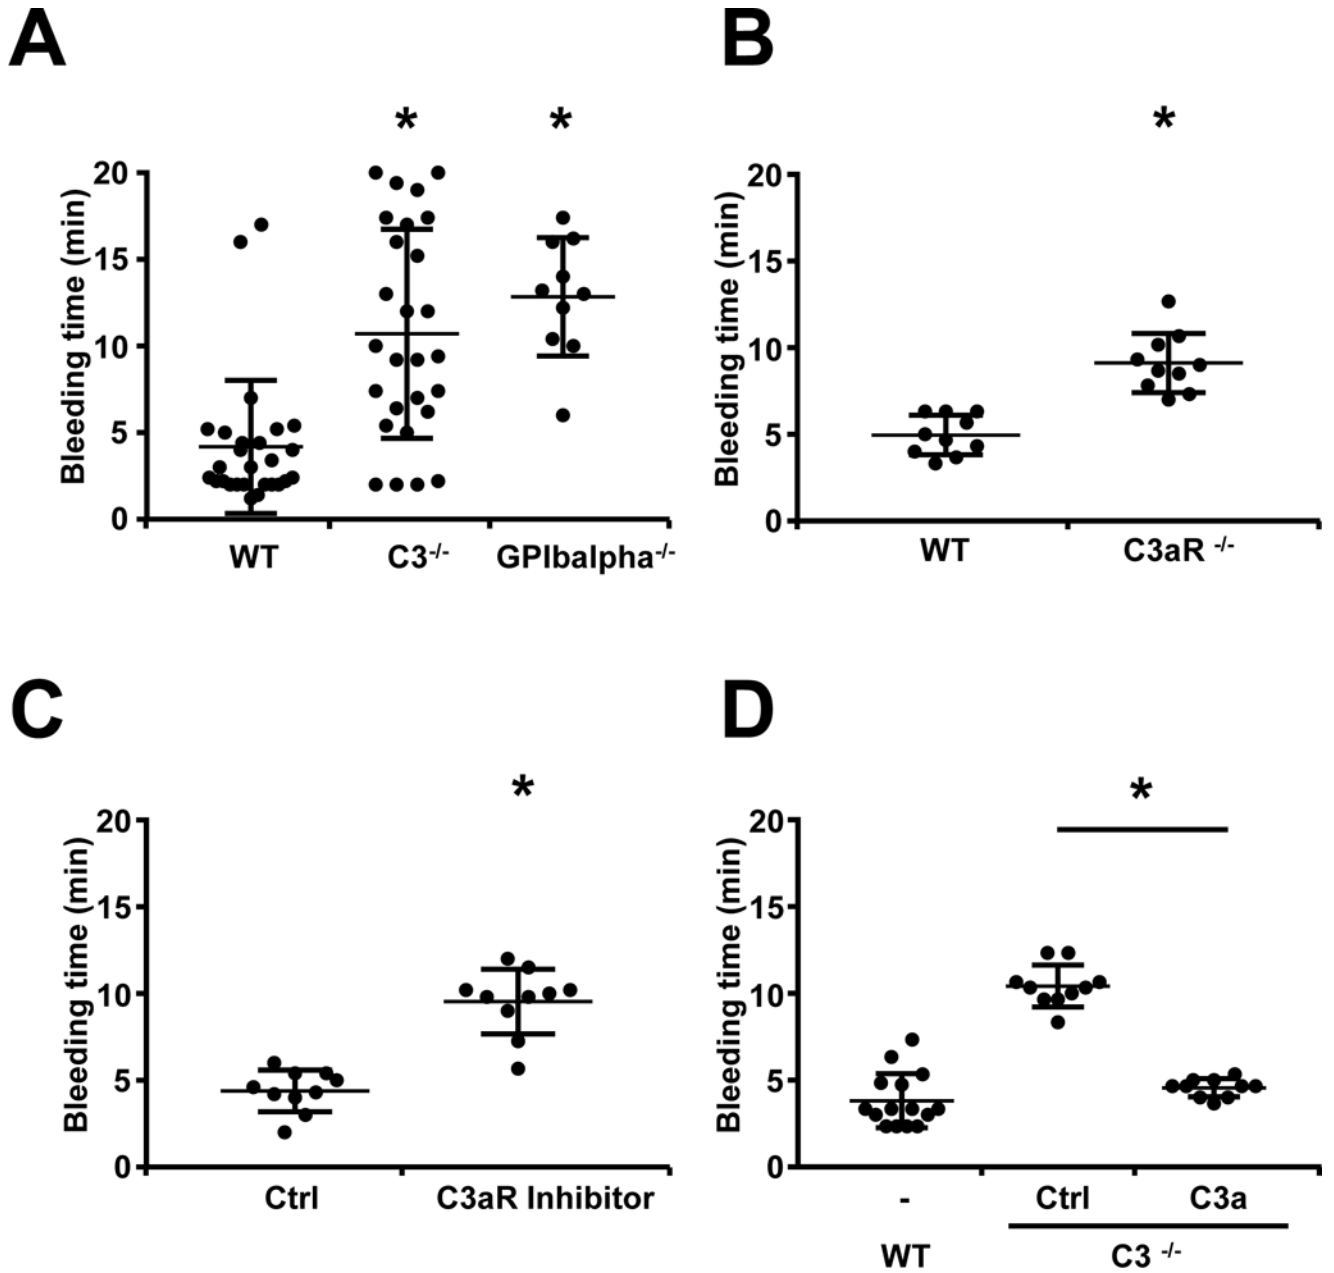 A
B
* *
*
Bleeding time (min)
20
15
10
5
0
WT C3-/- GPIbalpha-/-
Bleeding time (min)
20
15
10
5
0
WT C3aR -/-
C
D
*
*
Bleeding time (min)
20
15
10
5
0
Ctrl C3aR Inhibitor
Bleeding time (min)
20
15
10
5
0
- Ctrl C3a
WT C3 -/-